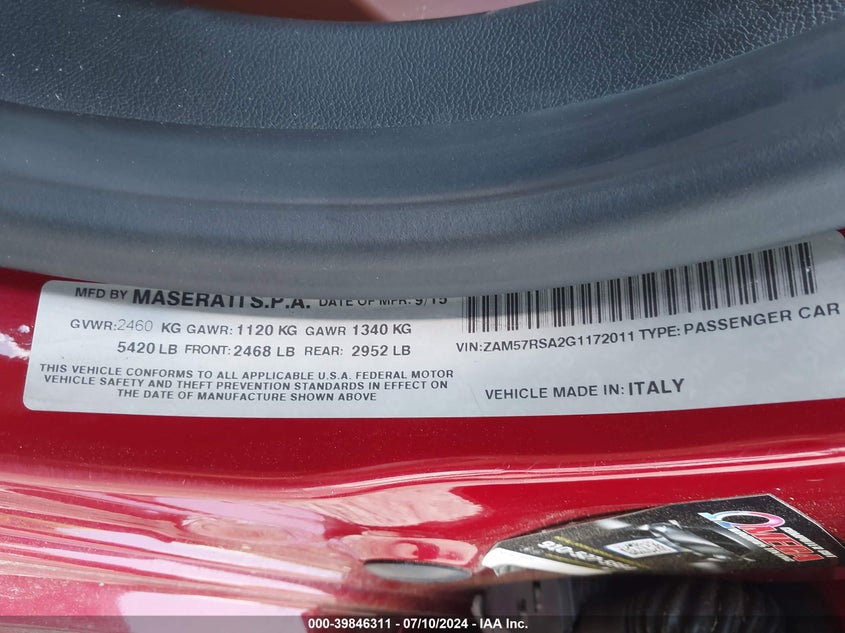 MFD BY MASERATI S.P.A. DATE OF MFR: 9/15
GVWR:2460 KG GAWR: 1120 KG GAWR 1340 KG
5420 LB FRONT: 2468 LB REAR: 2952 LB
THIS VEHICLE CONFORMS TO ALL APPLICABLE U.S.A. FEDERAL MOTOR
VEHICLE SAFETY AND THEFT PREVENTION STANDARDS IN EFFECT ON
THE DATE OF MANUFACTURE SHOWN ABOVE
VIN:ZAM57RSA2G1172011 TYPE: PASSENGER CAR
VEHICLE MADE IN: ITALY
000-39846311 / 07/10/2024 - IAA Inc.